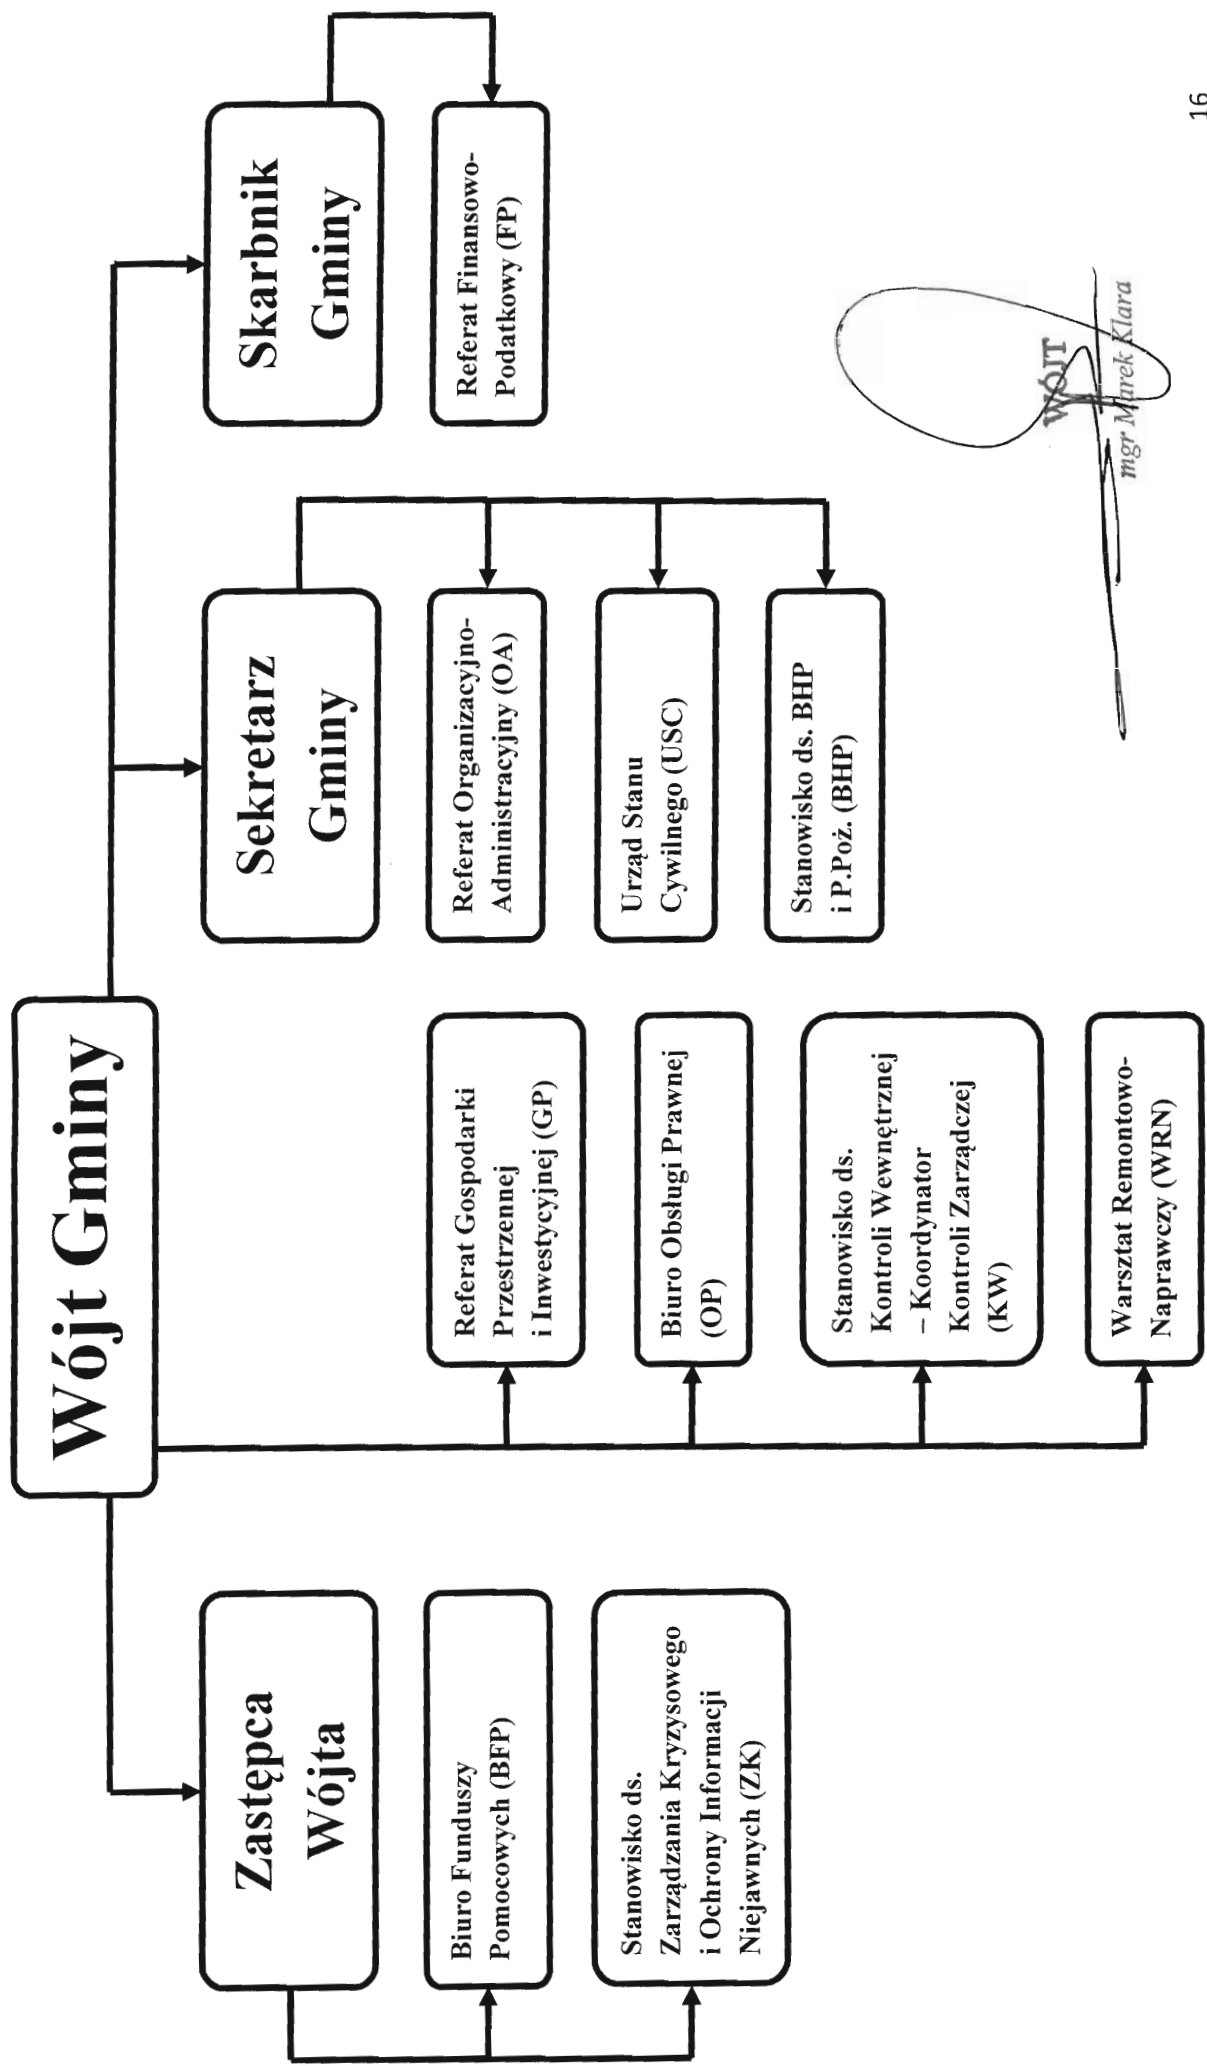 Wójt Gminy
Zastępca
Wójta
Biuro Funduszy
Pomocowych (BFP)
Stanowisko ds.
Zarządzania Kryzysowego
i Ochrony Informacji
Niejawnych (ZK)
Referat Gospodarki
Przestrzennej
i Inwestycyjnej (GP)
Biuro Obsługi Prawnej
(OP)
Stanowisko ds.
Kontroli Wewnętrznej
– Koordynator
Kontroli Zarządczej
(KW)
Warsztat Remontowo-
Naprawczy (WRN)
Sekretarz
Gminy
Referat Organizacyjno-
Administracyjny (OA)
Urząd Stanu
Cywilnego (USC)
Stanowisko ds. BHP
i P.Poż. (BHP)
Skarbnik
Gminy
Referat Finansowo-
Podatkowy (FP)
WÓJT
mgr Marek Klara
16